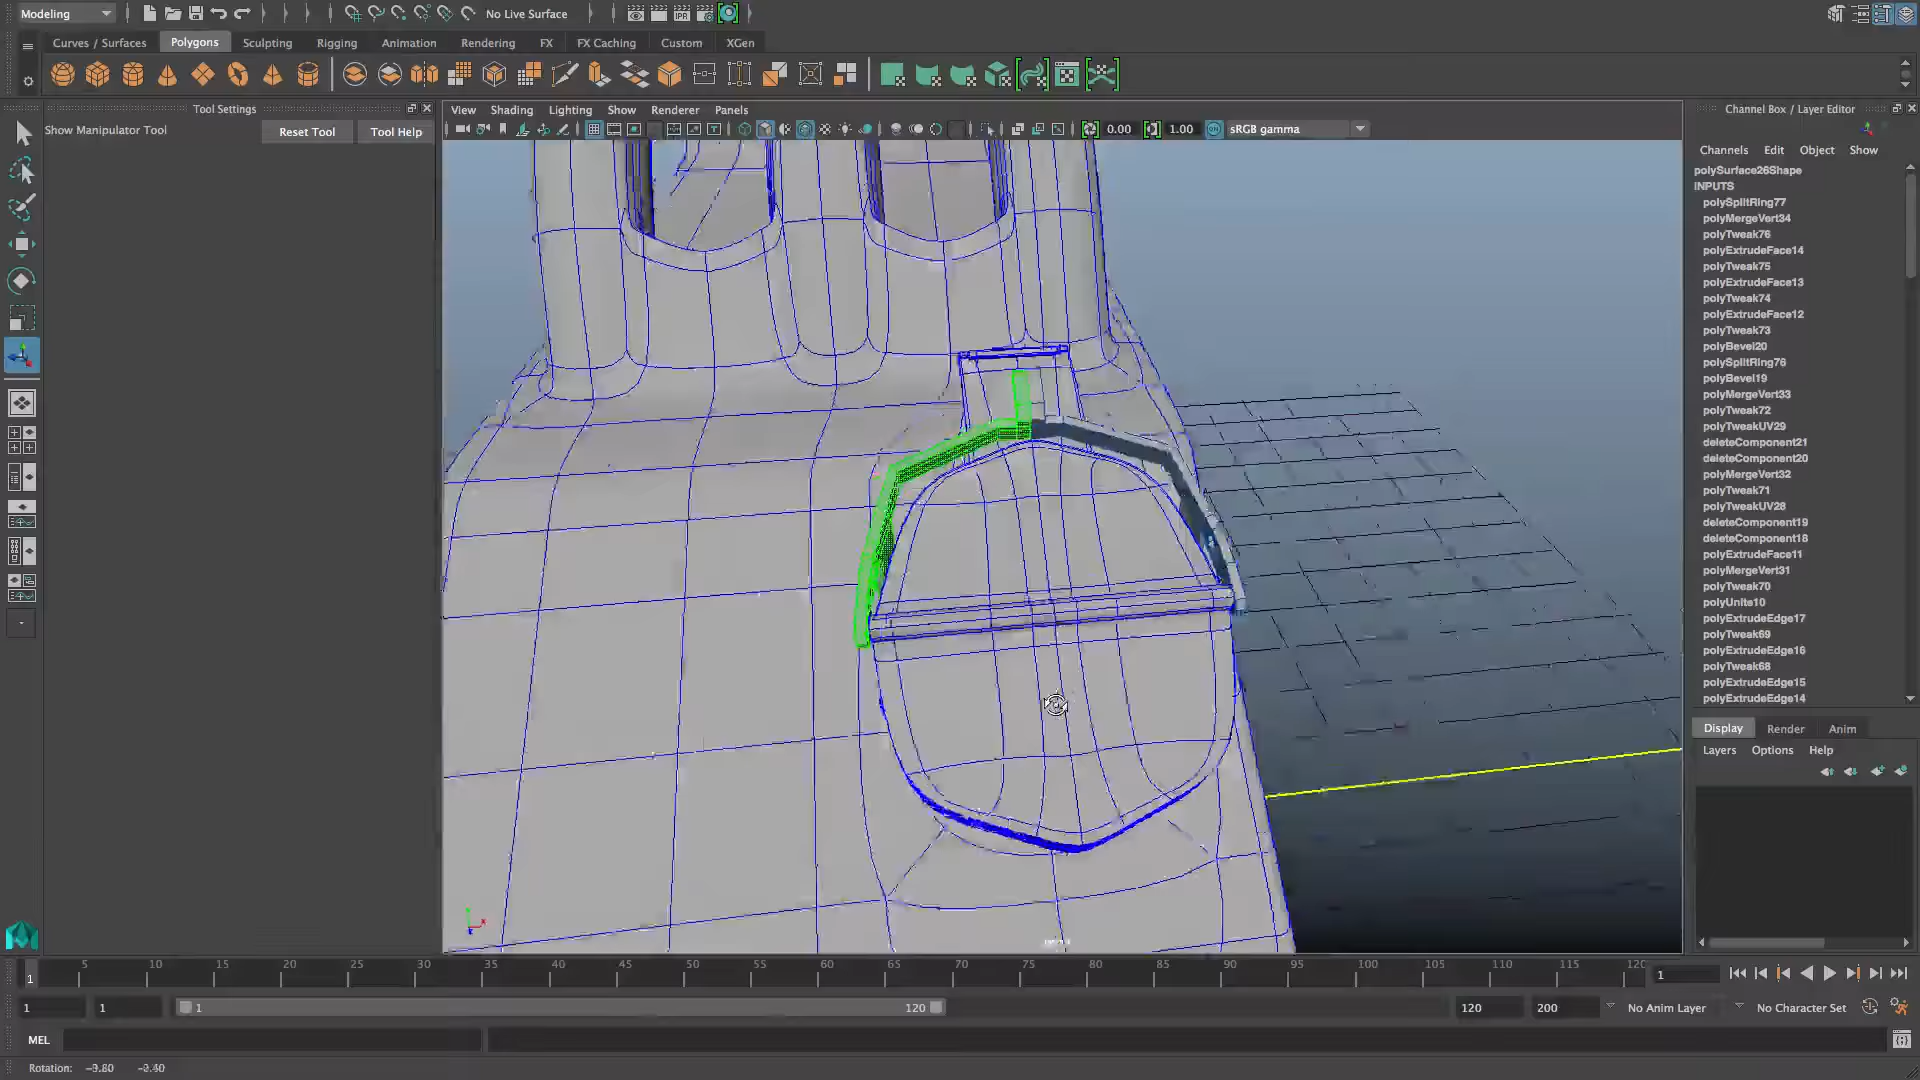 Modeling
No Live Surface
Curves / Surfaces Polygons Sculpting Rigging Animation Rendering FX FX Caching Custom XGen
Tool Settings
Show Manipulator Tool Reset Tool Tool Help
View Shading Lighting Show Renderer Panels
0.00 1.00 sRGB gamma
Channel Box / Layer Editor
Channels Edit Object Show
polySurface26Shape
INPUTS
polySplitRing77
polyMergeVert34
polyTweak76
polyExtrudeFace14
polyTweak75
polyExtrudeFace13
polyTweak74
polyExtrudeFace12
polyTweak73
polyBevel20
polySplitRing76
polyBevel19
polyMergeVert33
polyTweak72
polyTweakUV29
deleteComponent21
deleteComponent20
polyMergeVert32
polyTweak71
polyTweakUV28
deleteComponent19
deleteComponent18
polyExtrudeFace11
polyMergeVert31
polyTweak70
polyUnite10
polyExtrudeEdge17
polyTweak69
polyExtrudeEdge16
polyTweak68
polyExtrudeEdge15
polyExtrudeEdge14
Display Render Anim
Layers Options Help
1 5 10 15 20 25 30 35 40 45 50 55 60 65 70 75 80 85 90 95 100 105 110 115 120 1
1 1 1 120 120 200 No Anim Layer No Character Set
MEL
Rotation: -9.80 -0.40